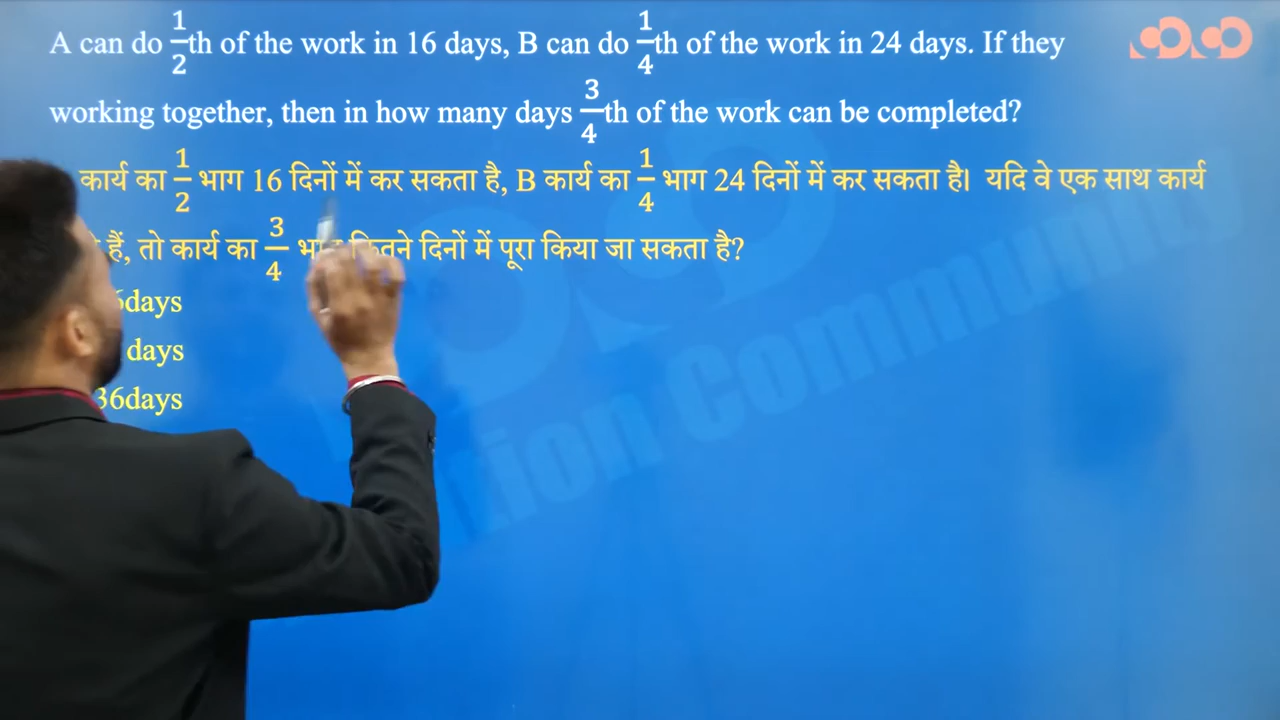 A can do 1/2th of the work in 16 days, B can do 1/4th of the work in 24 days. If they
working together, then in how many days 3/4th of the work can be completed?
कार्य का 1/2 भाग 16 दिनों में कर सकता है, B कार्य का 1/4 भाग 24 दिनों में कर सकता है। यदि वे एक साथ कार्य
हैं, तो कार्य का 3/4 दिनों में पूरा किया जा सकता है?
6days
days
36days
Community